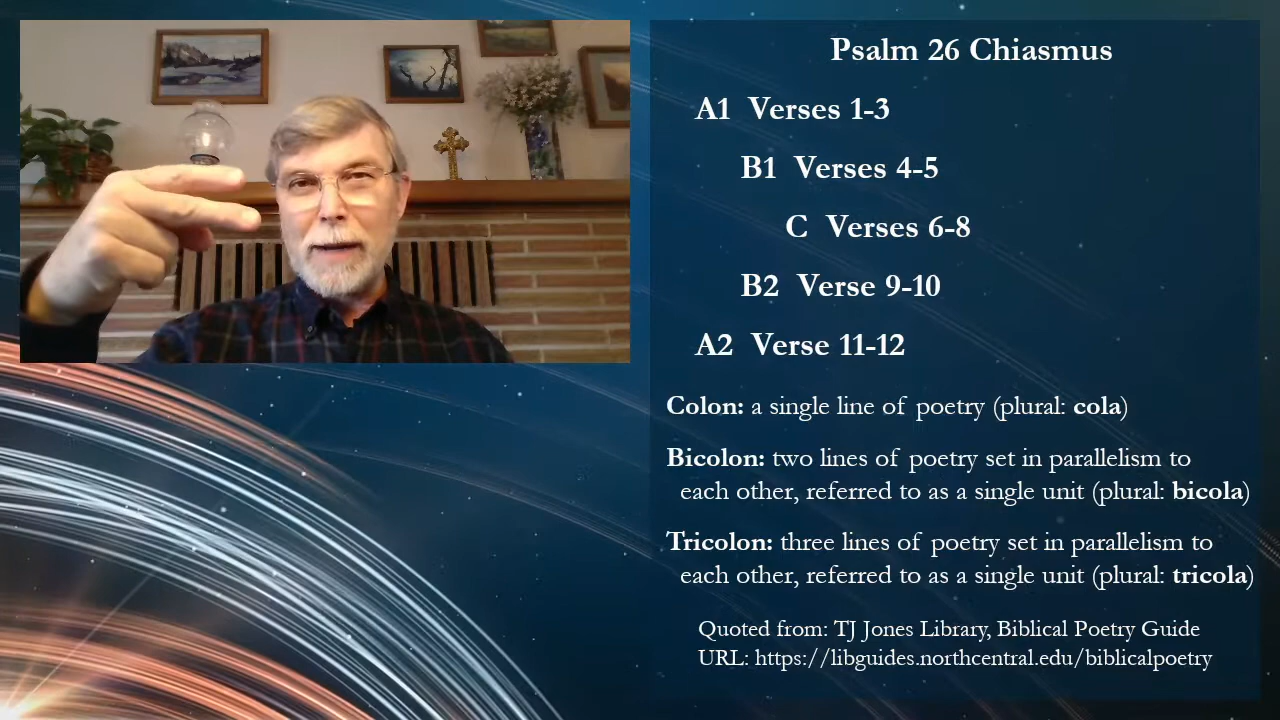 Psalm 26 Chiasmus
A1 Verses 1-3
B1 Verses 4-5
C Verses 6-8
B2 Verse 9-10
A2 Verse 11-12
Colon: a single line of poetry (plural: cola)
Bicolon: two lines of poetry set in parallelism to
each other, referred to as a single unit (plural: bicola)
Tricolon: three lines of poetry set in parallelism to
each other, referred to as a single unit (plural: tricola)
Quoted from: TJ Jones Library, Biblical Poetry Guide
URL: https://libguides.northcentral.edu/biblicalpoetry